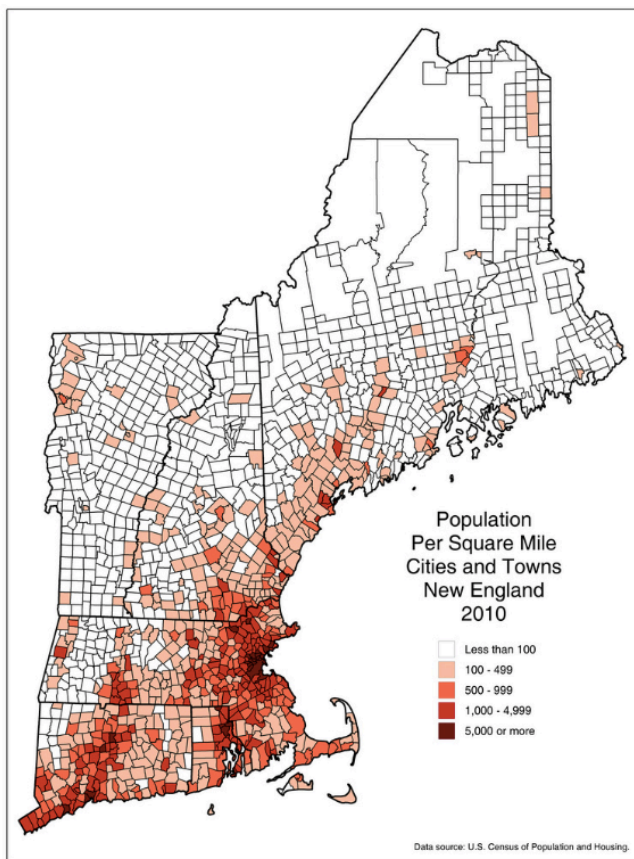 Population
Per Square Mile
Cities and Towns
New England
2010
Less than 100
100 - 499
500 - 999
1,000 - 4,999
5,000 or more
Data source: U.S. Census of Population and Housing.